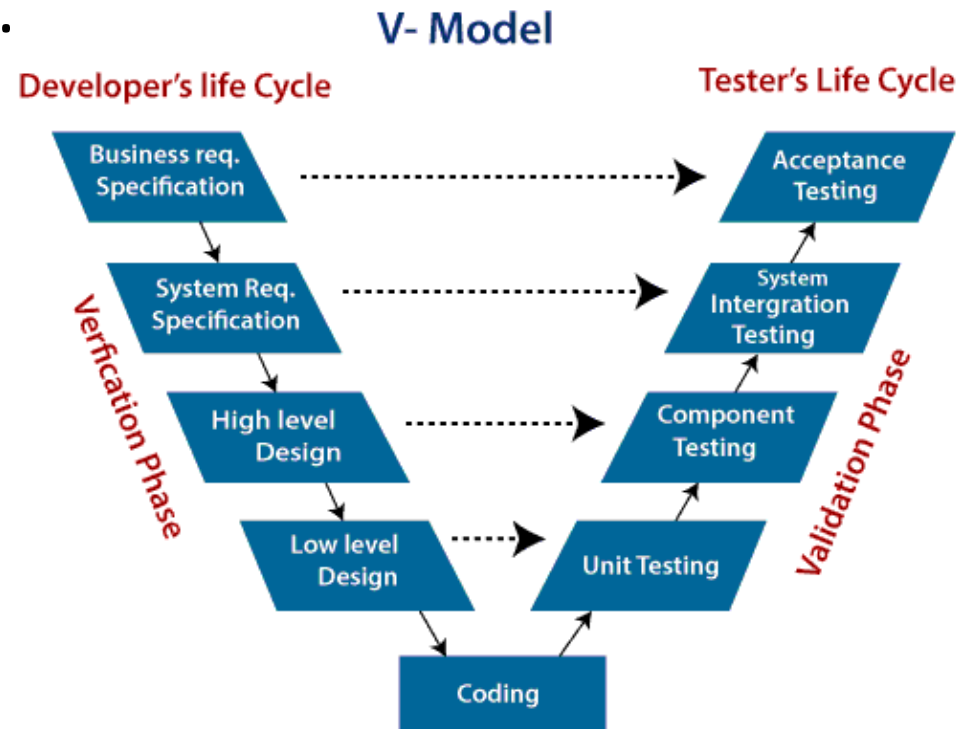 V- Model
Developer's life Cycle
Tester's Life Cycle
Business req.
Specification
Acceptance
Testing
System Req.
Specification
System
Intergration
Testing
Verfication Phase
High level
Design
Component
Testing
Validation Phase
Low level
Design
Unit Testing
Coding